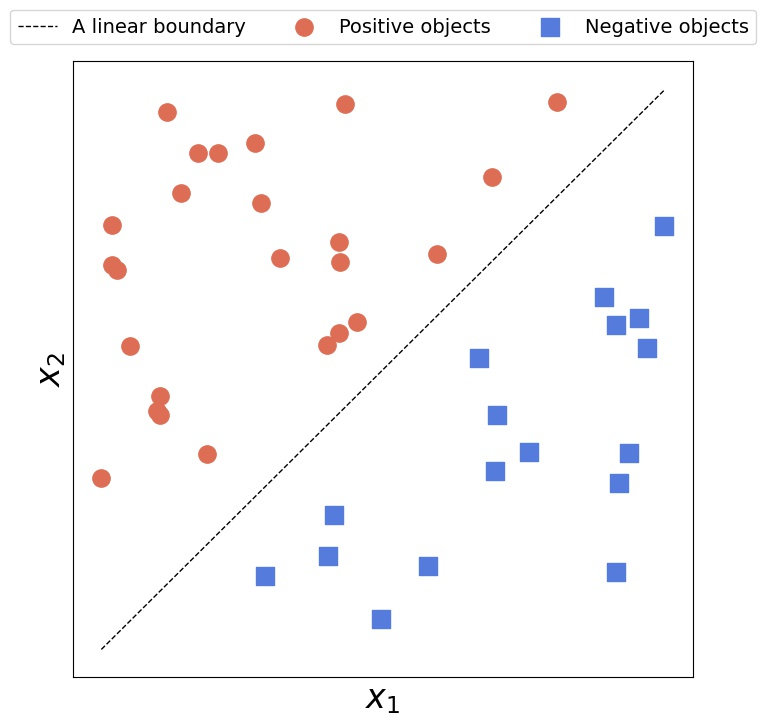 A linear boundary Positive objects Negative objects
x₂
x₁